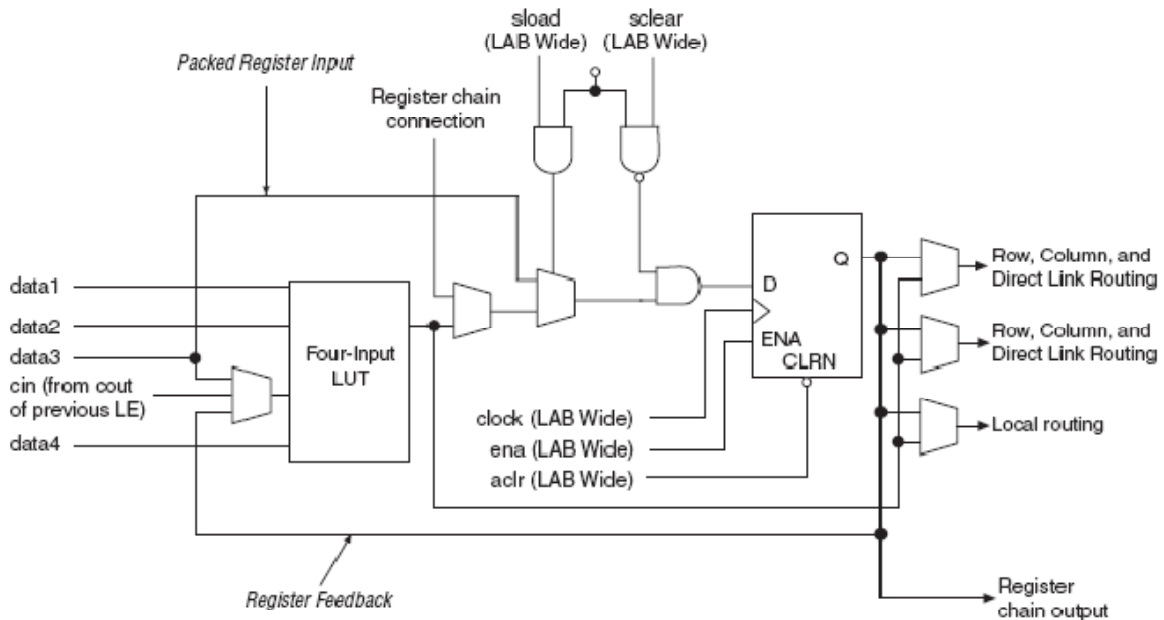 sload
(LAB Wide)
sclear
(LAB Wide)
Packed Register Input
Register chain
connection
data1
data2
data3
cin (from cout
of previous LE)
data4
Four-Input
LUT
Q
D
ENA
CLRN
clock (LAB Wide)
ena (LAB Wide)
aclr (LAB Wide)
Row, Column, and
Direct Link Routing
Row, Column, and
Direct Link Routing
Local routing
Register Feedback
Register
chain output